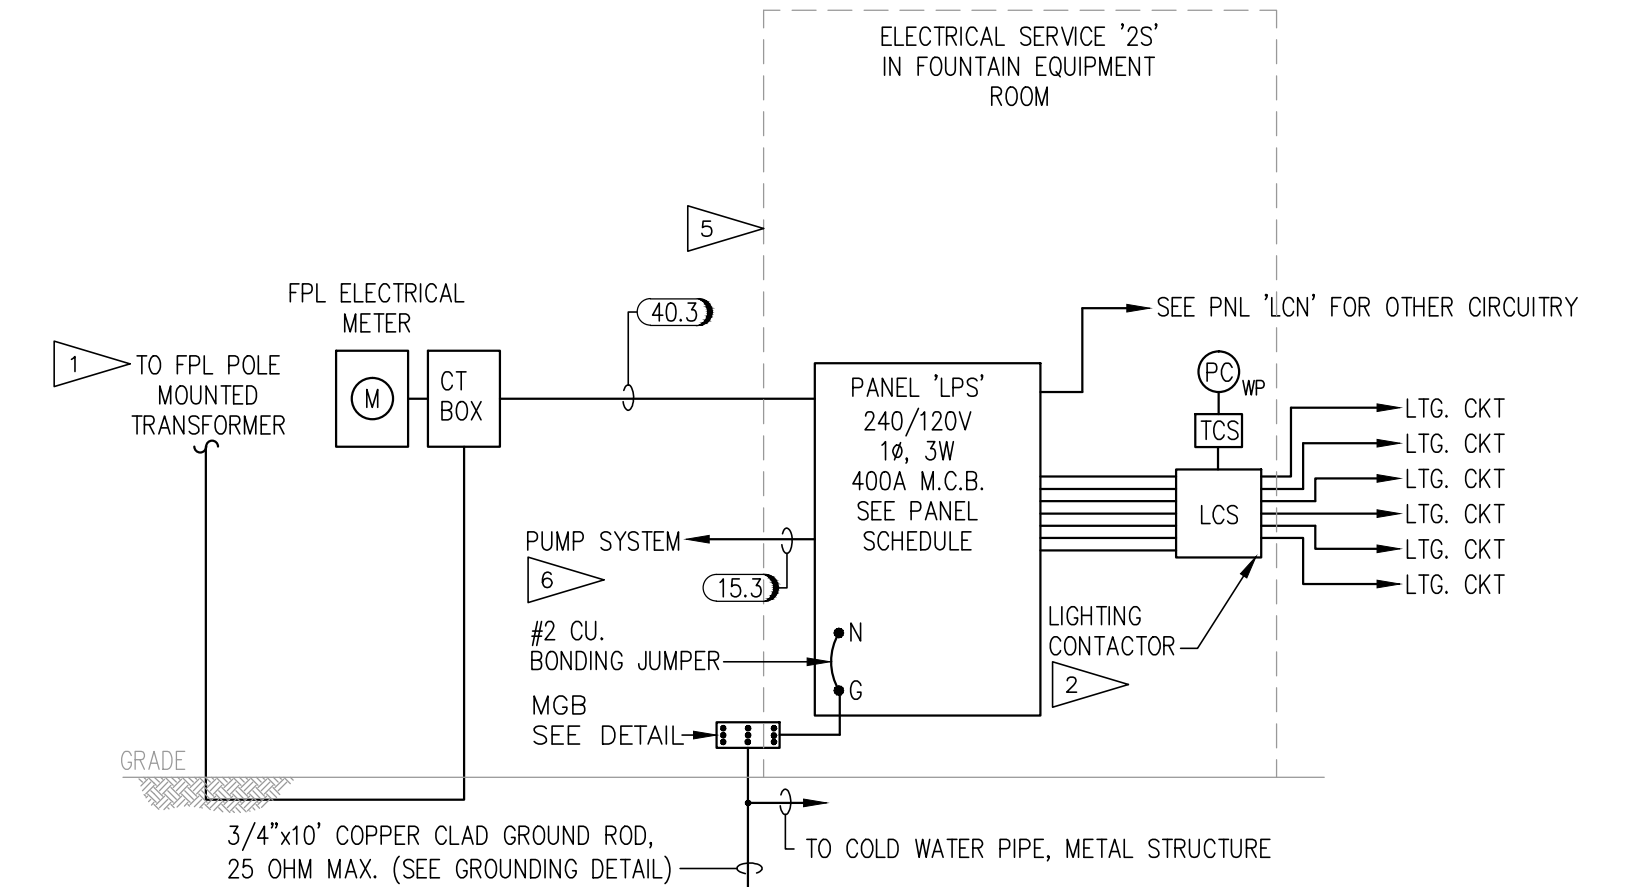 ELECTRICAL SERVICE '2S'
IN FOUNTAIN EQUIPMENT
ROOM
5
FPL ELECTRICAL
METER
40.3
SEE PNL 'LCN' FOR OTHER CIRCUITRY
1
TO FPL POLE
MOUNTED
TRANSFORMER
M
CT
BOX
PANEL 'LPS'
240/120V
1ø, 3W
400A M.C.B.
SEE PANEL
SCHEDULE
PC
WP
TCS
LCS
LTG. CKT
LTG. CKT
LTG. CKT
LTG. CKT
LTG. CKT
LTG. CKT
PUMP SYSTEM
6
15.3
#2 CU.
BONDING JUMPER
N
G
LIGHTING
CONTACTOR
2
MGB
SEE DETAIL
GRADE
3/4"x10' COPPER CLAD GROUND ROD,
25 OHM MAX. (SEE GROUNDING DETAIL)
TO COLD WATER PIPE, METAL STRUCTURE